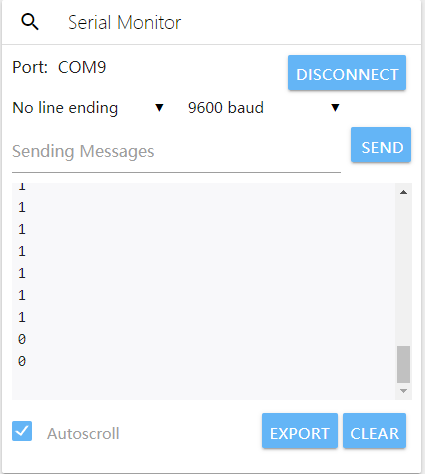 Serial Monitor
Port: COM9
DISCONNECT
No line ending
9600 baud
Sending Messages
SEND
1
1
1
1
1
1
1
0
0
Autoscroll
EXPORT
CLEAR